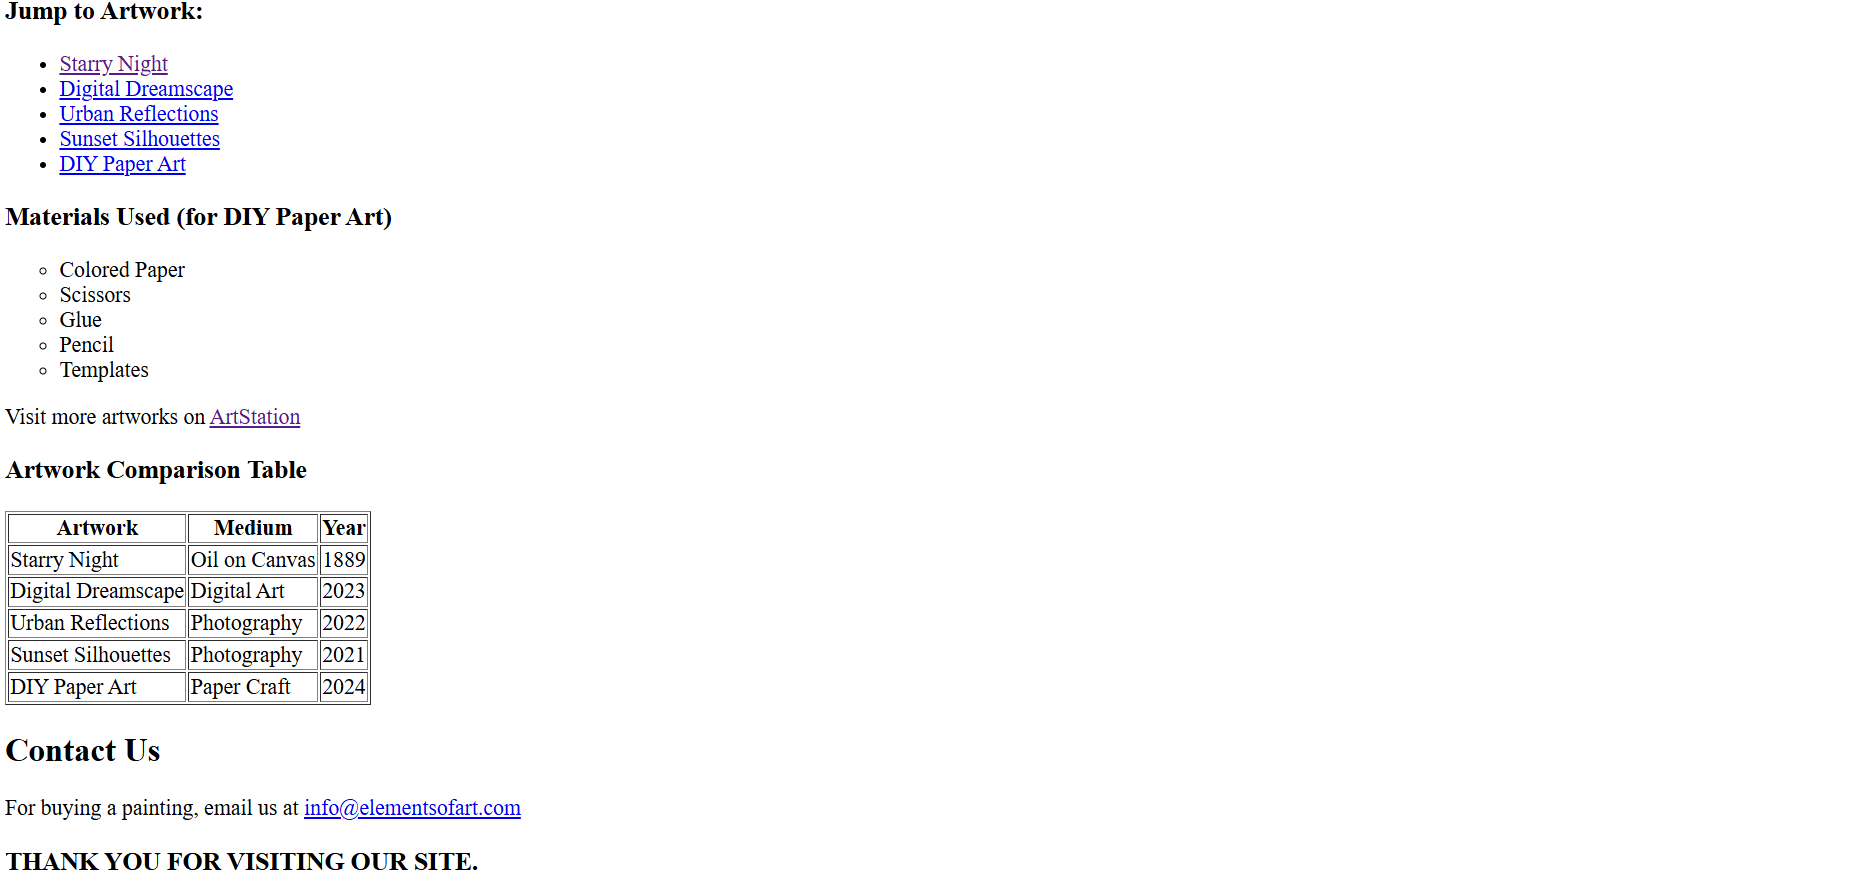 Jump to Artwork:
Starry Night
Digital Dreamscape
Urban Reflections
Sunset Silhouettes
DIY Paper Art
Materials Used (for DIY Paper Art)
Colored Paper
Scissors
Glue
Pencil
Templates
Visit more artworks on ArtStation
Artwork Comparison Table
Artwork Medium Year
Starry Night Oil on Canvas 1889
Digital Dreamscape Digital Art 2023
Urban Reflections Photography 2022
Sunset Silhouettes Photography 2021
DIY Paper Art Paper Craft 2024
Contact Us
For buying a painting, email us at info@elementsofart.com
THANK YOU FOR VISITING OUR SITE.